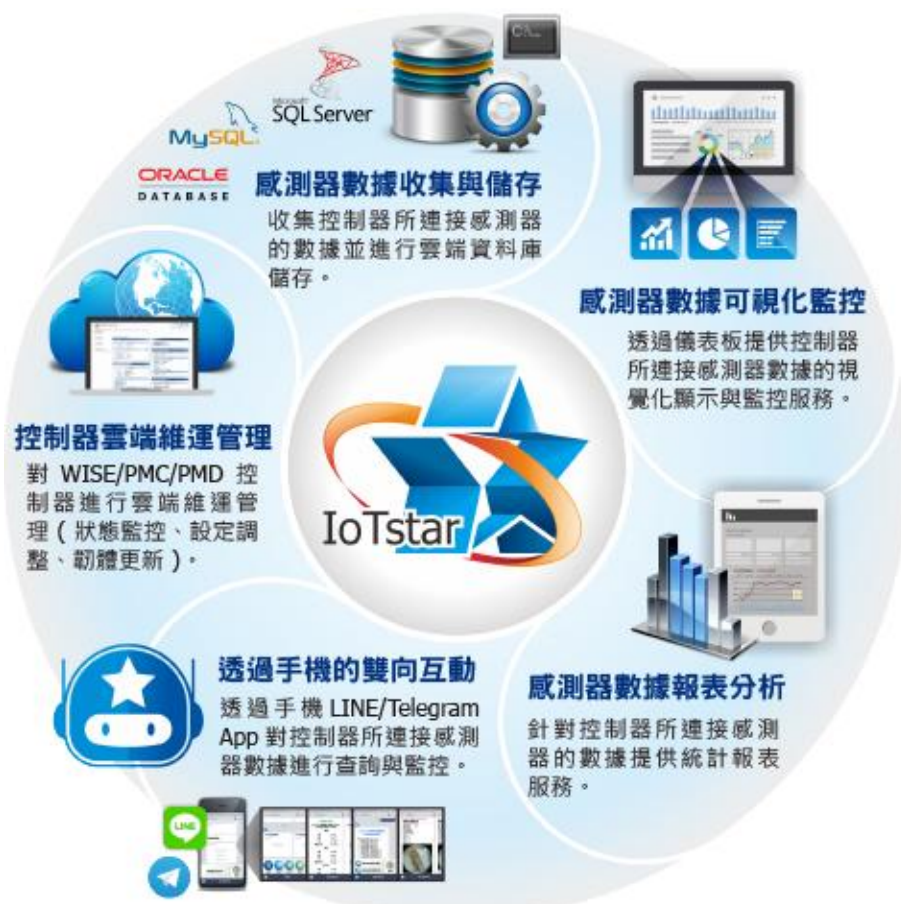 C:\_
Microsoft
SQL Server
MySQL
ORACLE
DATABASE
感測器數據收集與儲存
收集控制器所連接感測器
的數據並進行雲端資料庫
儲存。
感測器數據可視化監控
透過儀表板提供控制器
所連接感測器數據的視
覺化顯示與監控服務。
控制器雲端維運管理
對 WISE/PMC/PMD 控
制器進行雲端維運管
理(狀態監控、設定調
整、韌體更新)。
IoTstar
透過手機的雙向互動
透過手機 LINE/Telegram
App 對控制器所連接感測
器數據進行查詢與監控。
LINE
感測器數據報表分析
針對控制器所連接感測
器的數據提供統計報表
服務。